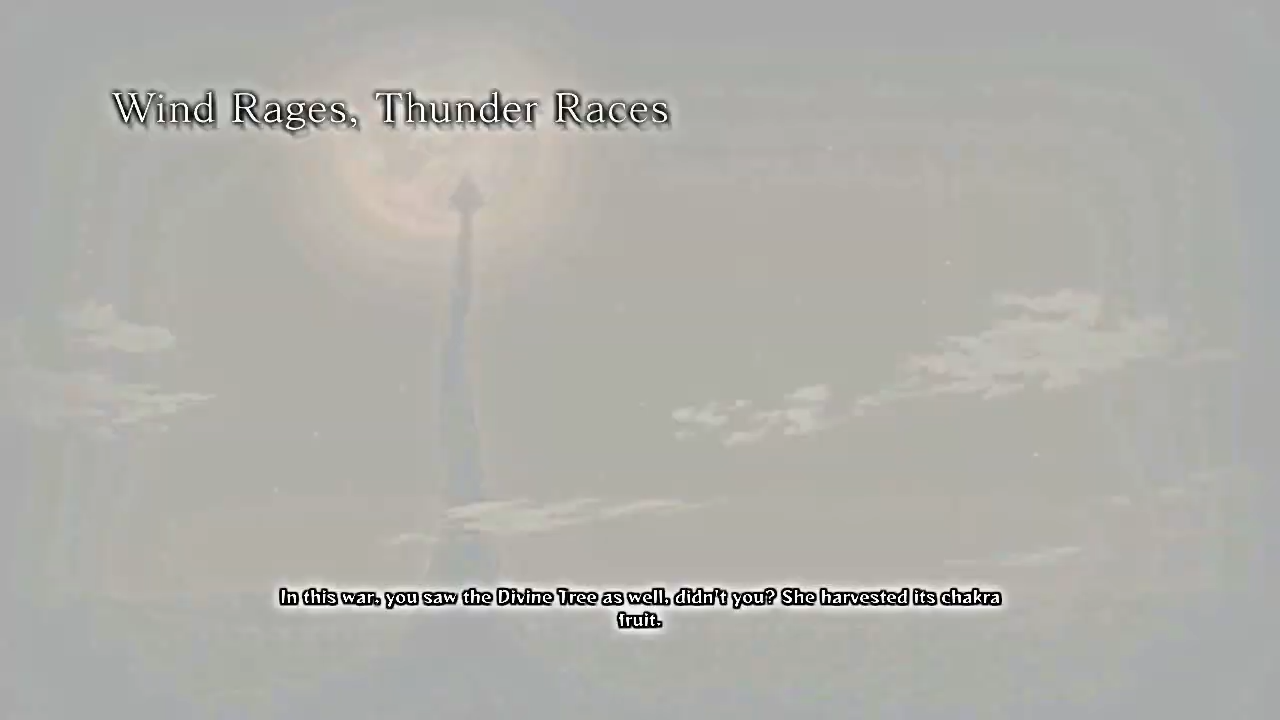 Wind Rages, Thunder Races
In this war, you saw the Divine Tree as well, didn't you? She harvested its chakra
fruit.